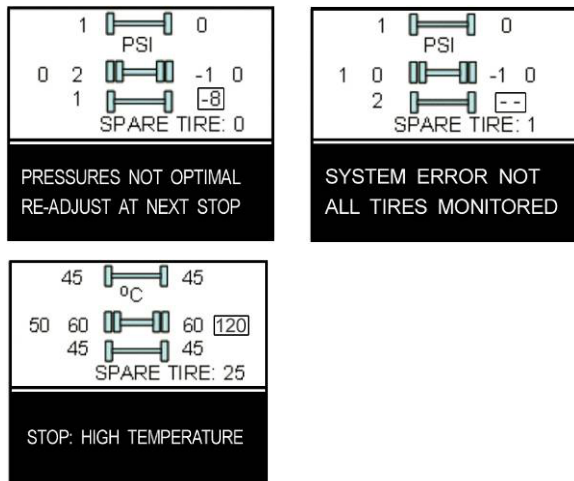 1 0
PSI
0 2 -1 0
1 -8
SPARE TIRE: 0
PRESSURES NOT OPTIMAL
RE-ADJUST AT NEXT STOP
1 0
PSI
1 0 -1 0
2 --
SPARE TIRE: 1
SYSTEM ERROR NOT
ALL TIRES MONITORED
45 45
ºC
50 60 60 120
45 45
SPARE TIRE: 25
STOP: HIGH TEMPERATURE